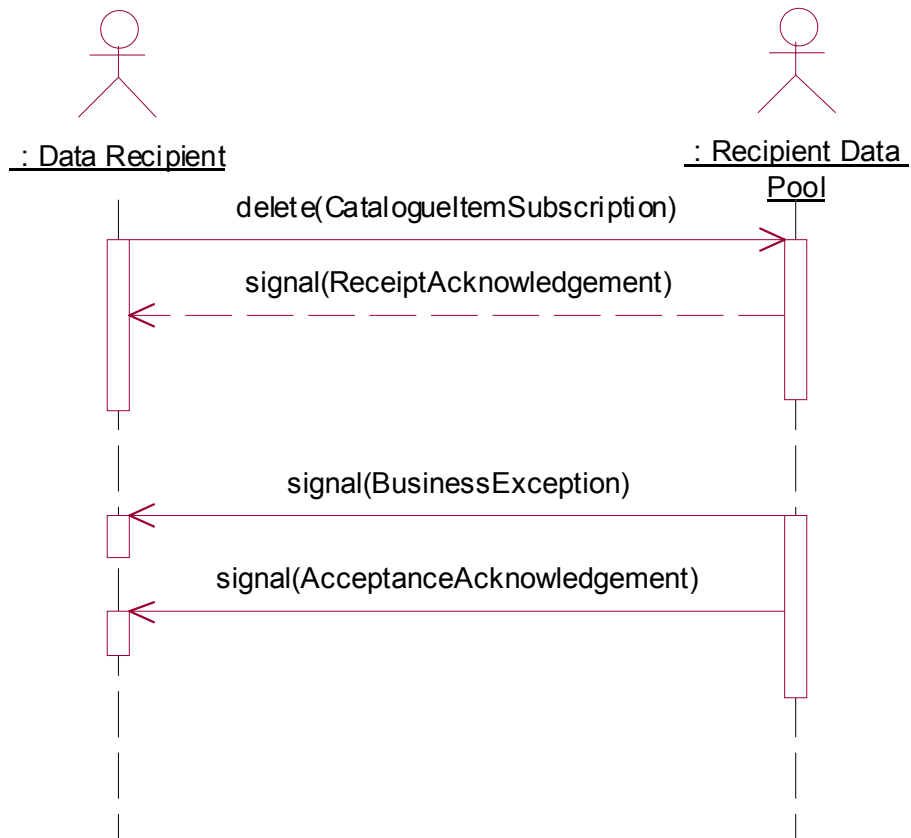 : Data Recipient
: Recipient Data
Pool
delete(CatalogueItemSubscription)
signal(ReceiptAcknowledgement)
signal(BusinessException)
signal(AcceptanceAcknowledgement)